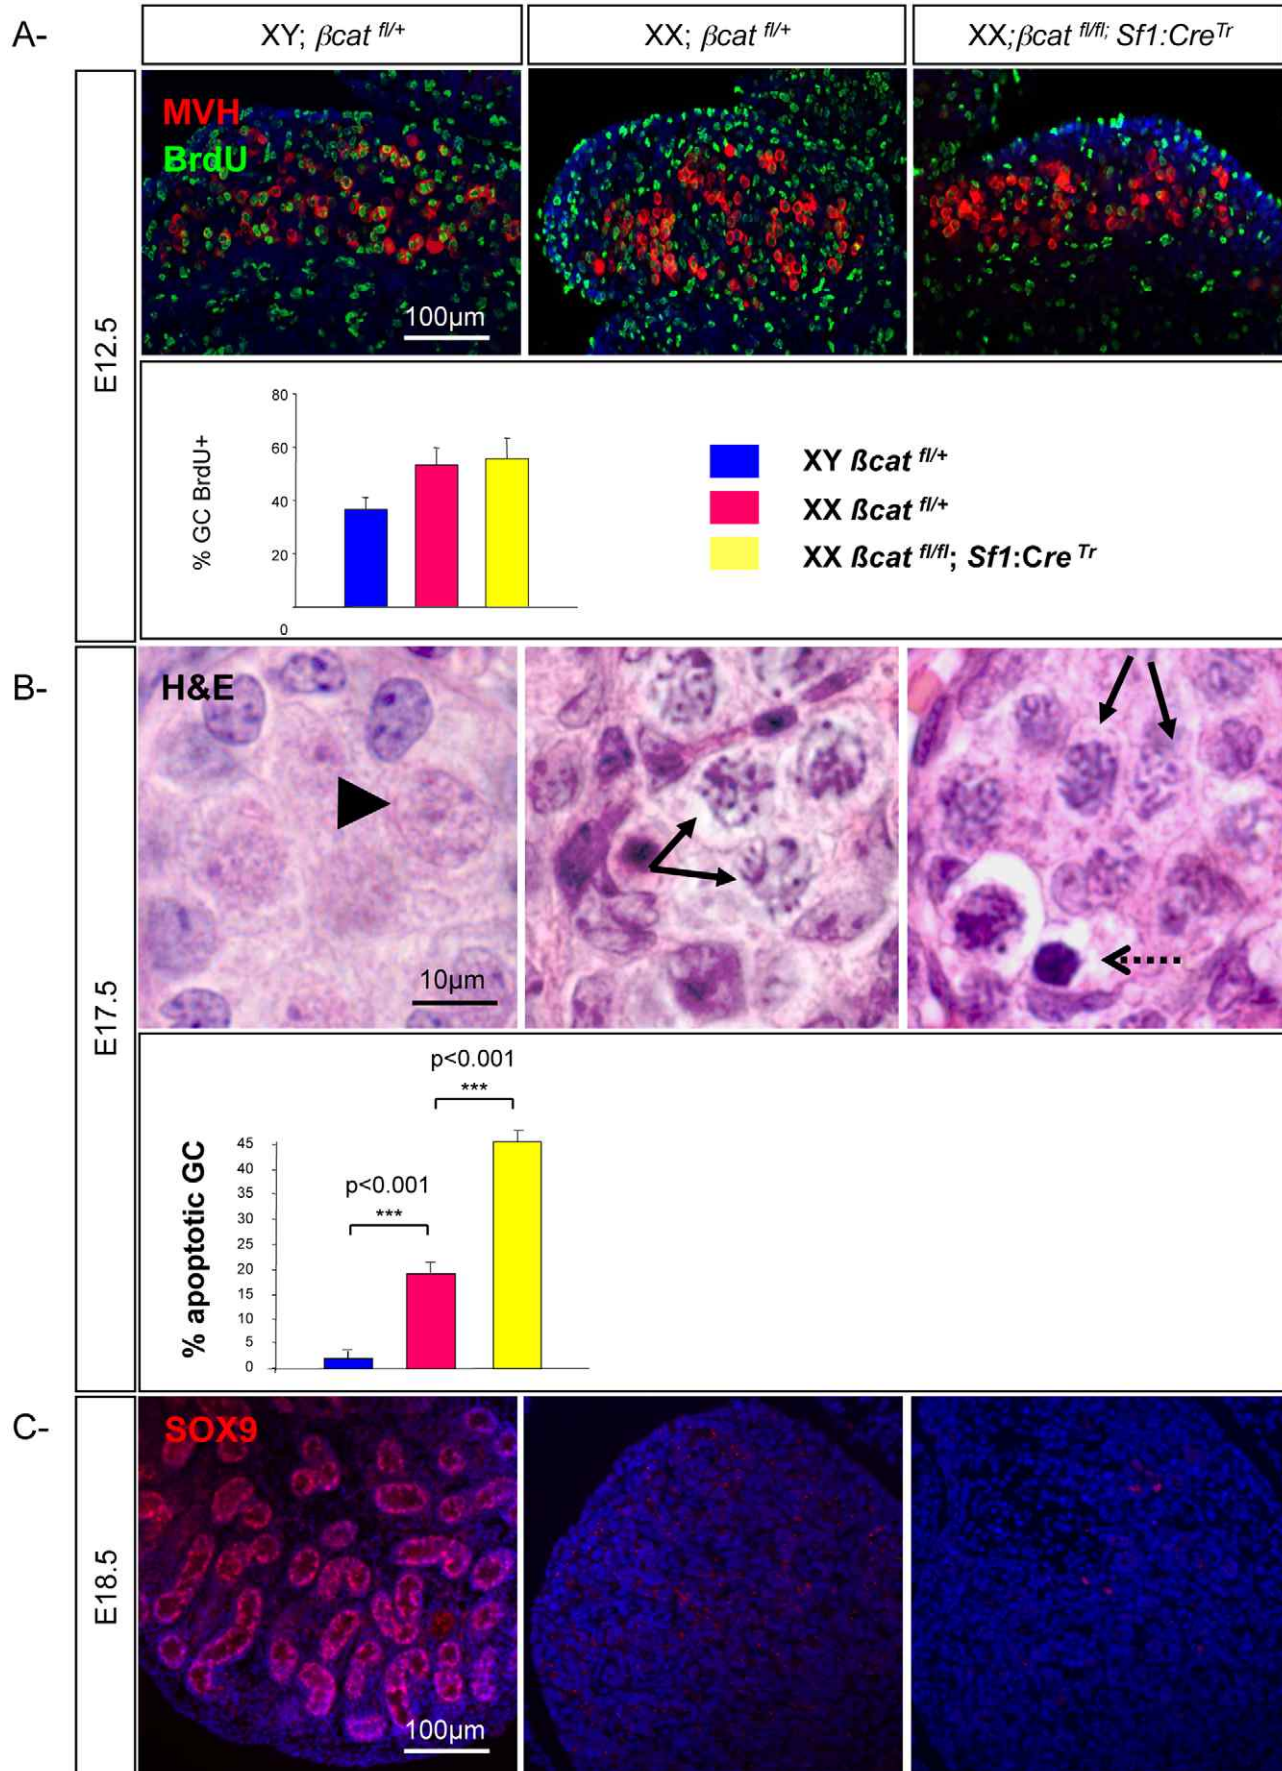 A-
XY; βcat fl/+
XX; βcat fl/+
XX;βcat fl/fl; Sf1:Cre Tr
E12.5
MVH
BrdU
100µm
% GC BrdU+
80
60
40
20
0
XY ßcat fl/+
XX ßcat fl/+
XX ßcat fl/fl; Sf1:Cre Tr
B-
E17.5
H&E
10µm
% apoptotic GC
45
40
35
30
25
20
15
10
5
0
p<0.001
***
p<0.001
***
C-
E18.5
SOX9
100µm